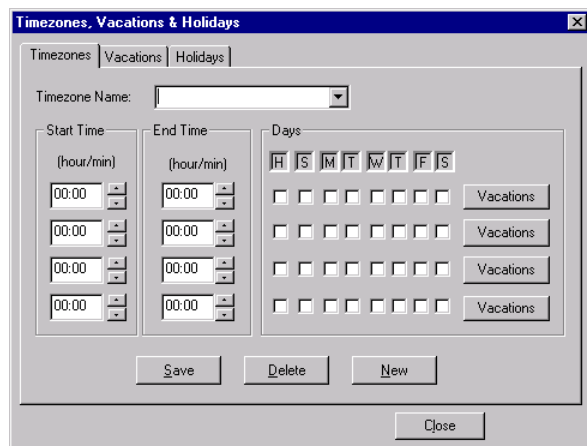 Timezones, Vacations & Holidays
Timezones Vacations Holidays
Timezone Name:
Start Time End Time Days
(hour/min) (hour/min) H S M T W T F S
00:00 00:00 Vacations
00:00 00:00 Vacations
00:00 00:00 Vacations
00:00 00:00 Vacations
Save Delete New
Close